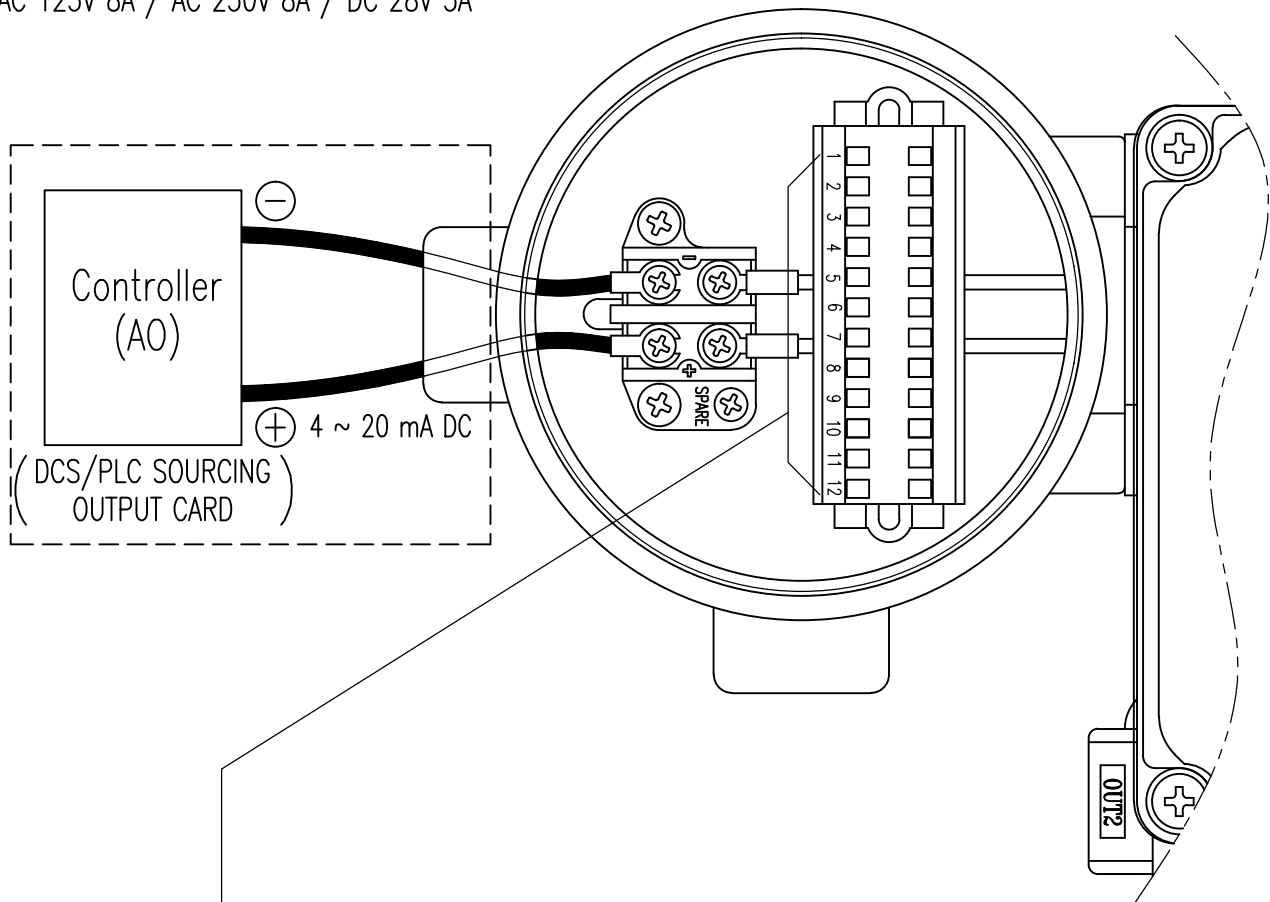 AC 125V 8A / AC 250V 8A / DC 28V 5A
Controller
(AO)
−
+
4 ~ 20 mA DC
(DCS/PLC SOURCING
OUTPUT CARD)
-
+
SPARE
1
2
3
4
5
6
7
8
9
10
11
12
OUT2